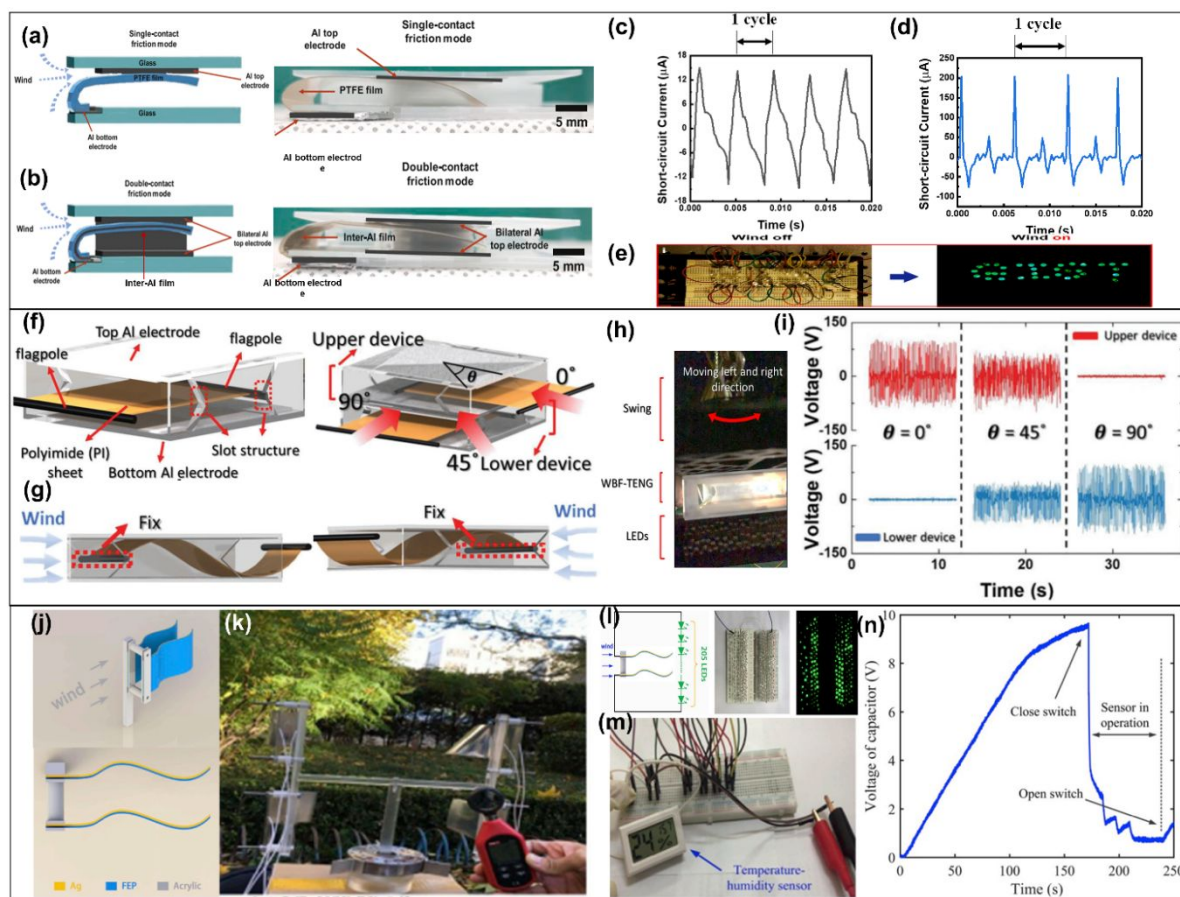 (a)
Single-contact
friction mode
Glass
Wind
PTFE film
Al top
electrode
Glass
Al bottom
electrode
Single-contact
friction mode
Al top
electrode
PTFE film
5 mm
Al bottom electrod
e
(b)
Double-contact
friction mode
Wind
Bilateral Al
top electrode
Al bottom
electrode
Inter-Al film
Double-contact
friction mode
Inter-Al film
Bilateral Al
top electrode
5 mm
Al bottom electrod
e
(c)
1 cycle
Short-circuit Current (μA)
18
12
6
0
-6
-12
-18
0.000 0.005 0.010 0.015 0.020
Time (s)
(d)
1 cycle
Short-circuit Current (μA)
250
200
150
100
50
0
-50
-100
0.000 0.005 0.010 0.015 0.020
Time (s)
(e)
Wind off
Wind on
GIST
(f)
Top Al electrode
flagpole
flagpole
Polyimide (PI)
sheet
Slot structure
Bottom Al electrode
Upper device
θ
0°
90°
45°
Lower device
(g)
Wind
Fix
Fix
Wind
(h)
Moving left and right
direction
Swing
WBF-TENG
LEDs
(i)
Voltage (V)
150
0
-150
Upper device
θ = 0°
θ = 45°
θ = 90°
Voltage (V)
150
0
-150
Lower device
10 20 30
Time (s)
(j)
wind
Ag
FEP
Acrylic
(k)
(l)
wind
205 LEDs
(m)
Temperature-
humidity sensor
(n)
Voltage of capacitor (V)
10
8
6
4
2
0
Close switch
Sensor in
operation
Open switch
0 50 100 150 200 250
Time (s)